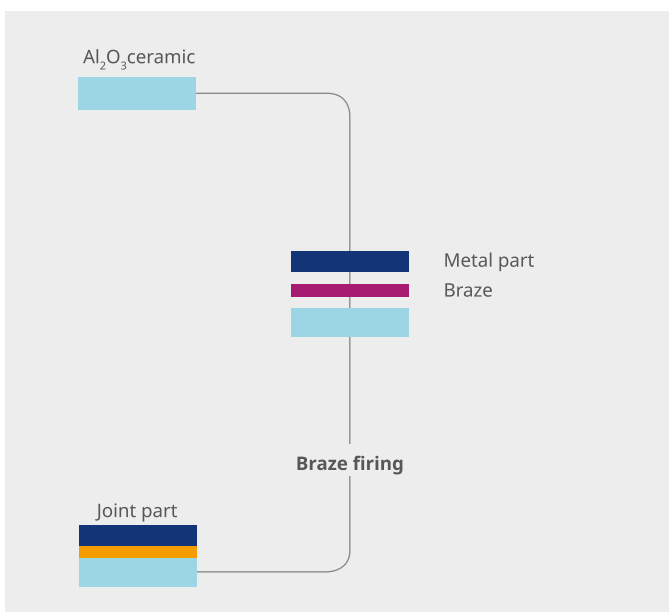 Al₂O₃ceramic
Metal part
Braze
Braze firing
Joint part